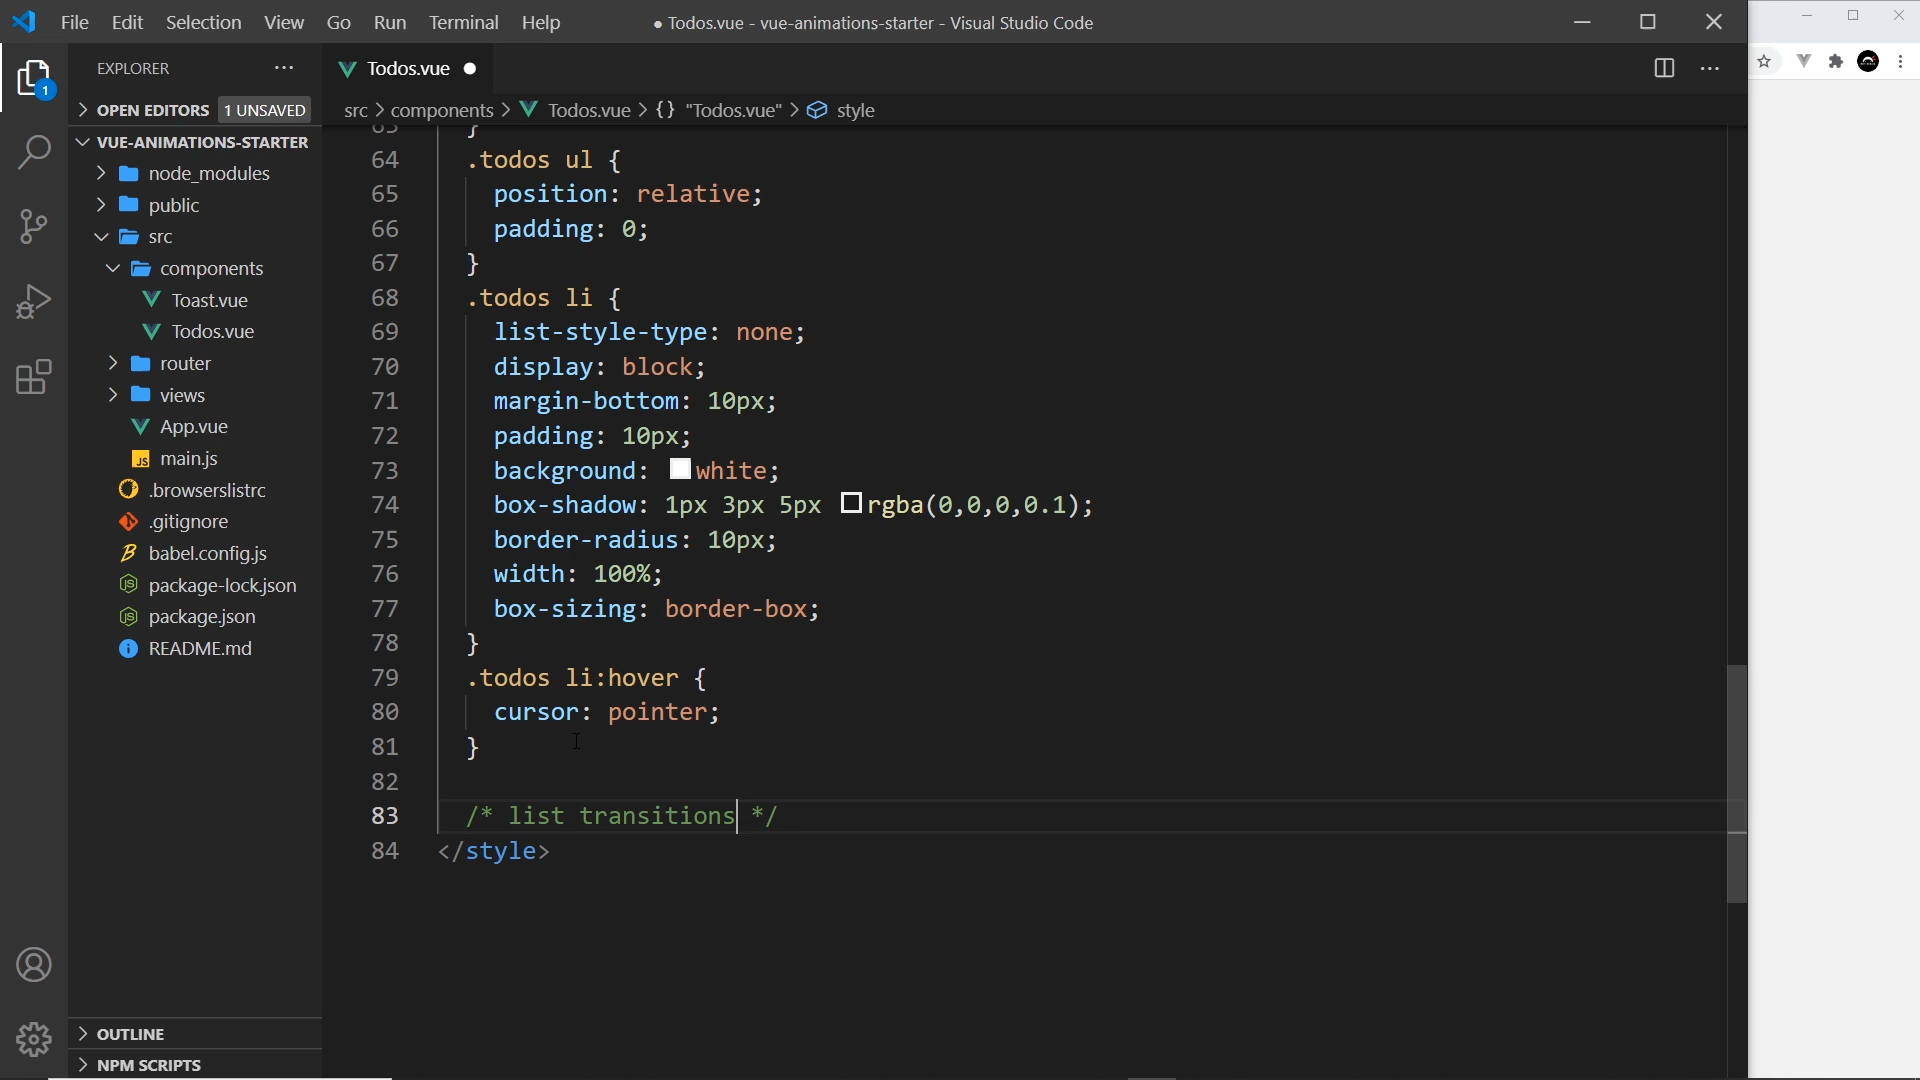 File Edit Selection View Go Run Terminal Help
● Todos.vue - vue-animations-starter - Visual Studio Code
EXPLORER
1
OPEN EDITORS 1 UNSAVED
VUE-ANIMATIONS-STARTER
node_modules
public
src
components
Toast.vue
Todos.vue
router
views
App.vue
JS main.js
.browserslistrc
.gitignore
babel.config.js
package-lock.json
package.json
README.md
OUTLINE
NPM SCRIPTS
Todos.vue ●
src > components > Todos.vue > {} "Todos.vue" > style
63 }
64 .todos ul {
65 position: relative;
66 padding: 0;
67 }
68 .todos li {
69 list-style-type: none;
70 display: block;
71 margin-bottom: 10px;
72 padding: 10px;
73 background: white;
74 box-shadow: 1px 3px 5px rgba(0,0,0,0.1);
75 border-radius: 10px;
76 width: 100%;
77 box-sizing: border-box;
78 }
79 .todos li:hover {
80 cursor: pointer;
81 }
82
83 /* list transitions */
84 </style>